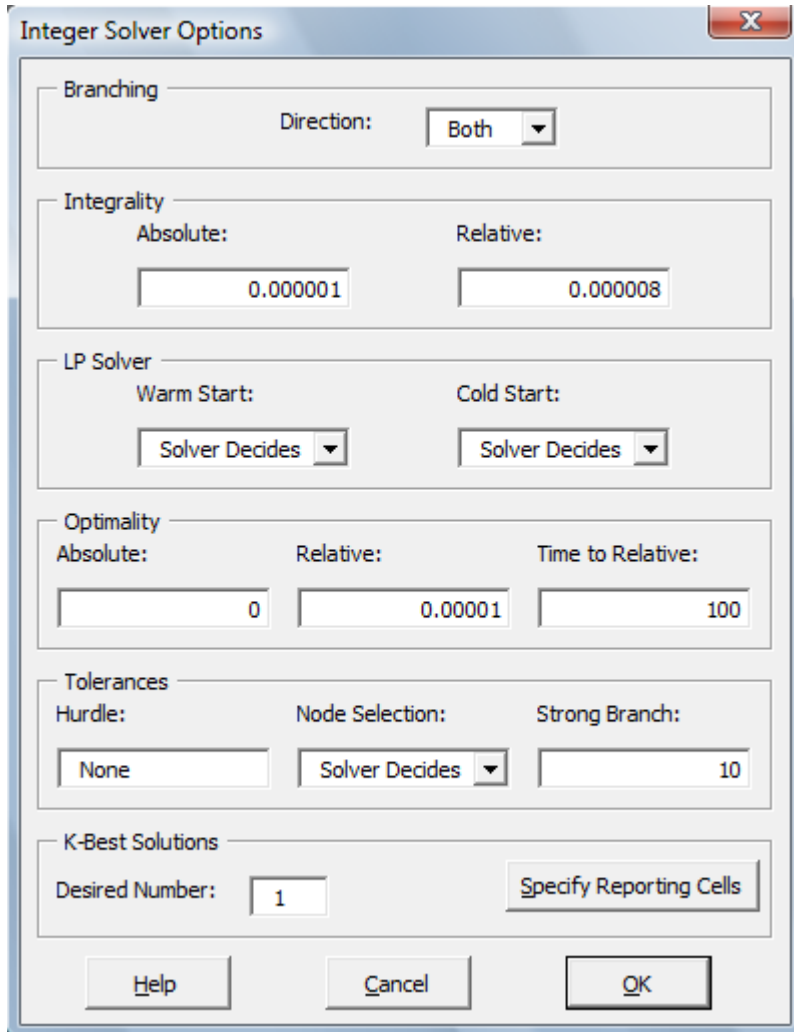 Integer Solver Options
Branching
Direction: Both
Integrality
Absolute: Relative:
0.000001 0.000008
LP Solver
Warm Start: Cold Start:
Solver Decides Solver Decides
Optimality
Absolute: Relative: Time to Relative:
0 0.00001 100
Tolerances
Hurdle: Node Selection: Strong Branch:
None Solver Decides 10
K-Best Solutions
Desired Number: 1 Specify Reporting Cells
Help Cancel OK